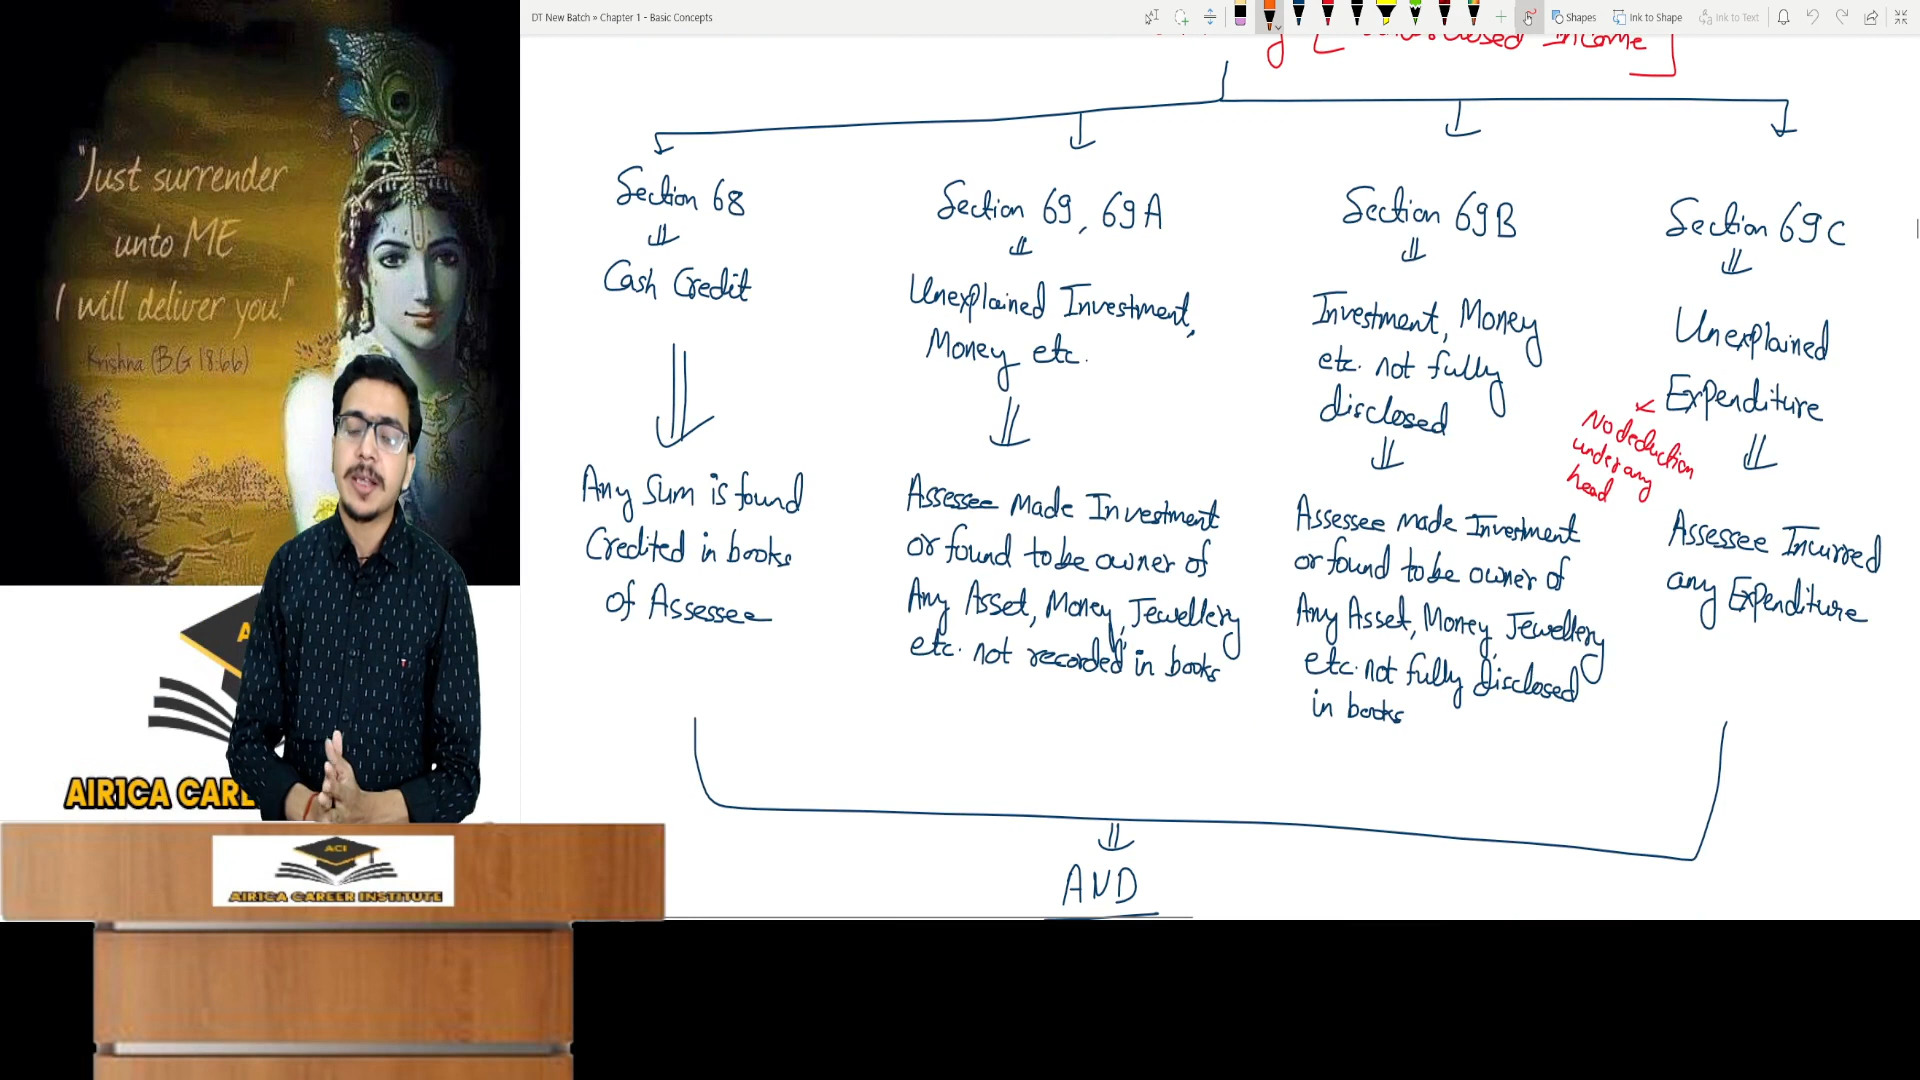 DT New Batch » Chapter 1 - Basic Concepts
Shapes
Ink to Shape
Ink to Text
Income
"Just surrender
unto ME
I will deliver you!"
Krishna (B.G 18:66)
Section 68
Cash Credit
Any Sum is found
Credited in books
of Assessee
Section 69, 69A
Unexplained Investment,
Money etc.
Assessee Made Investment
or found to be owner of
Any Asset, Money, Jewellery
etc. not recorded in books
Section 69B
Investment, Money
etc. not fully
disclosed
Assessee made Investment
or found to be owner of
Any Asset, Money, Jewellery
etc. not fully disclosed
in books
Section 69C
Unexplained
Expenditure
No deduction
under any
head
Assessee Incurred
any Expenditure
AND
AIR1CA CARE
ACI
AIR1CA CAREER INSTITUTE